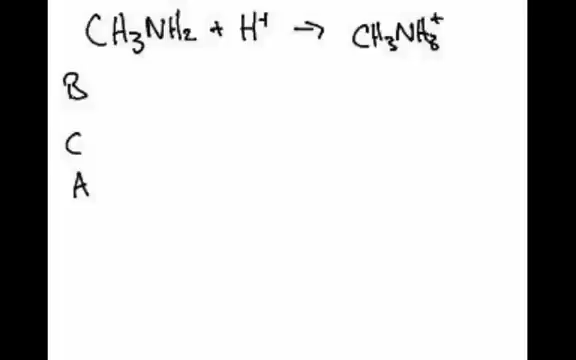 CH₃NH₂ + H⁺ → CH₃NH₃⁺
B
C
A